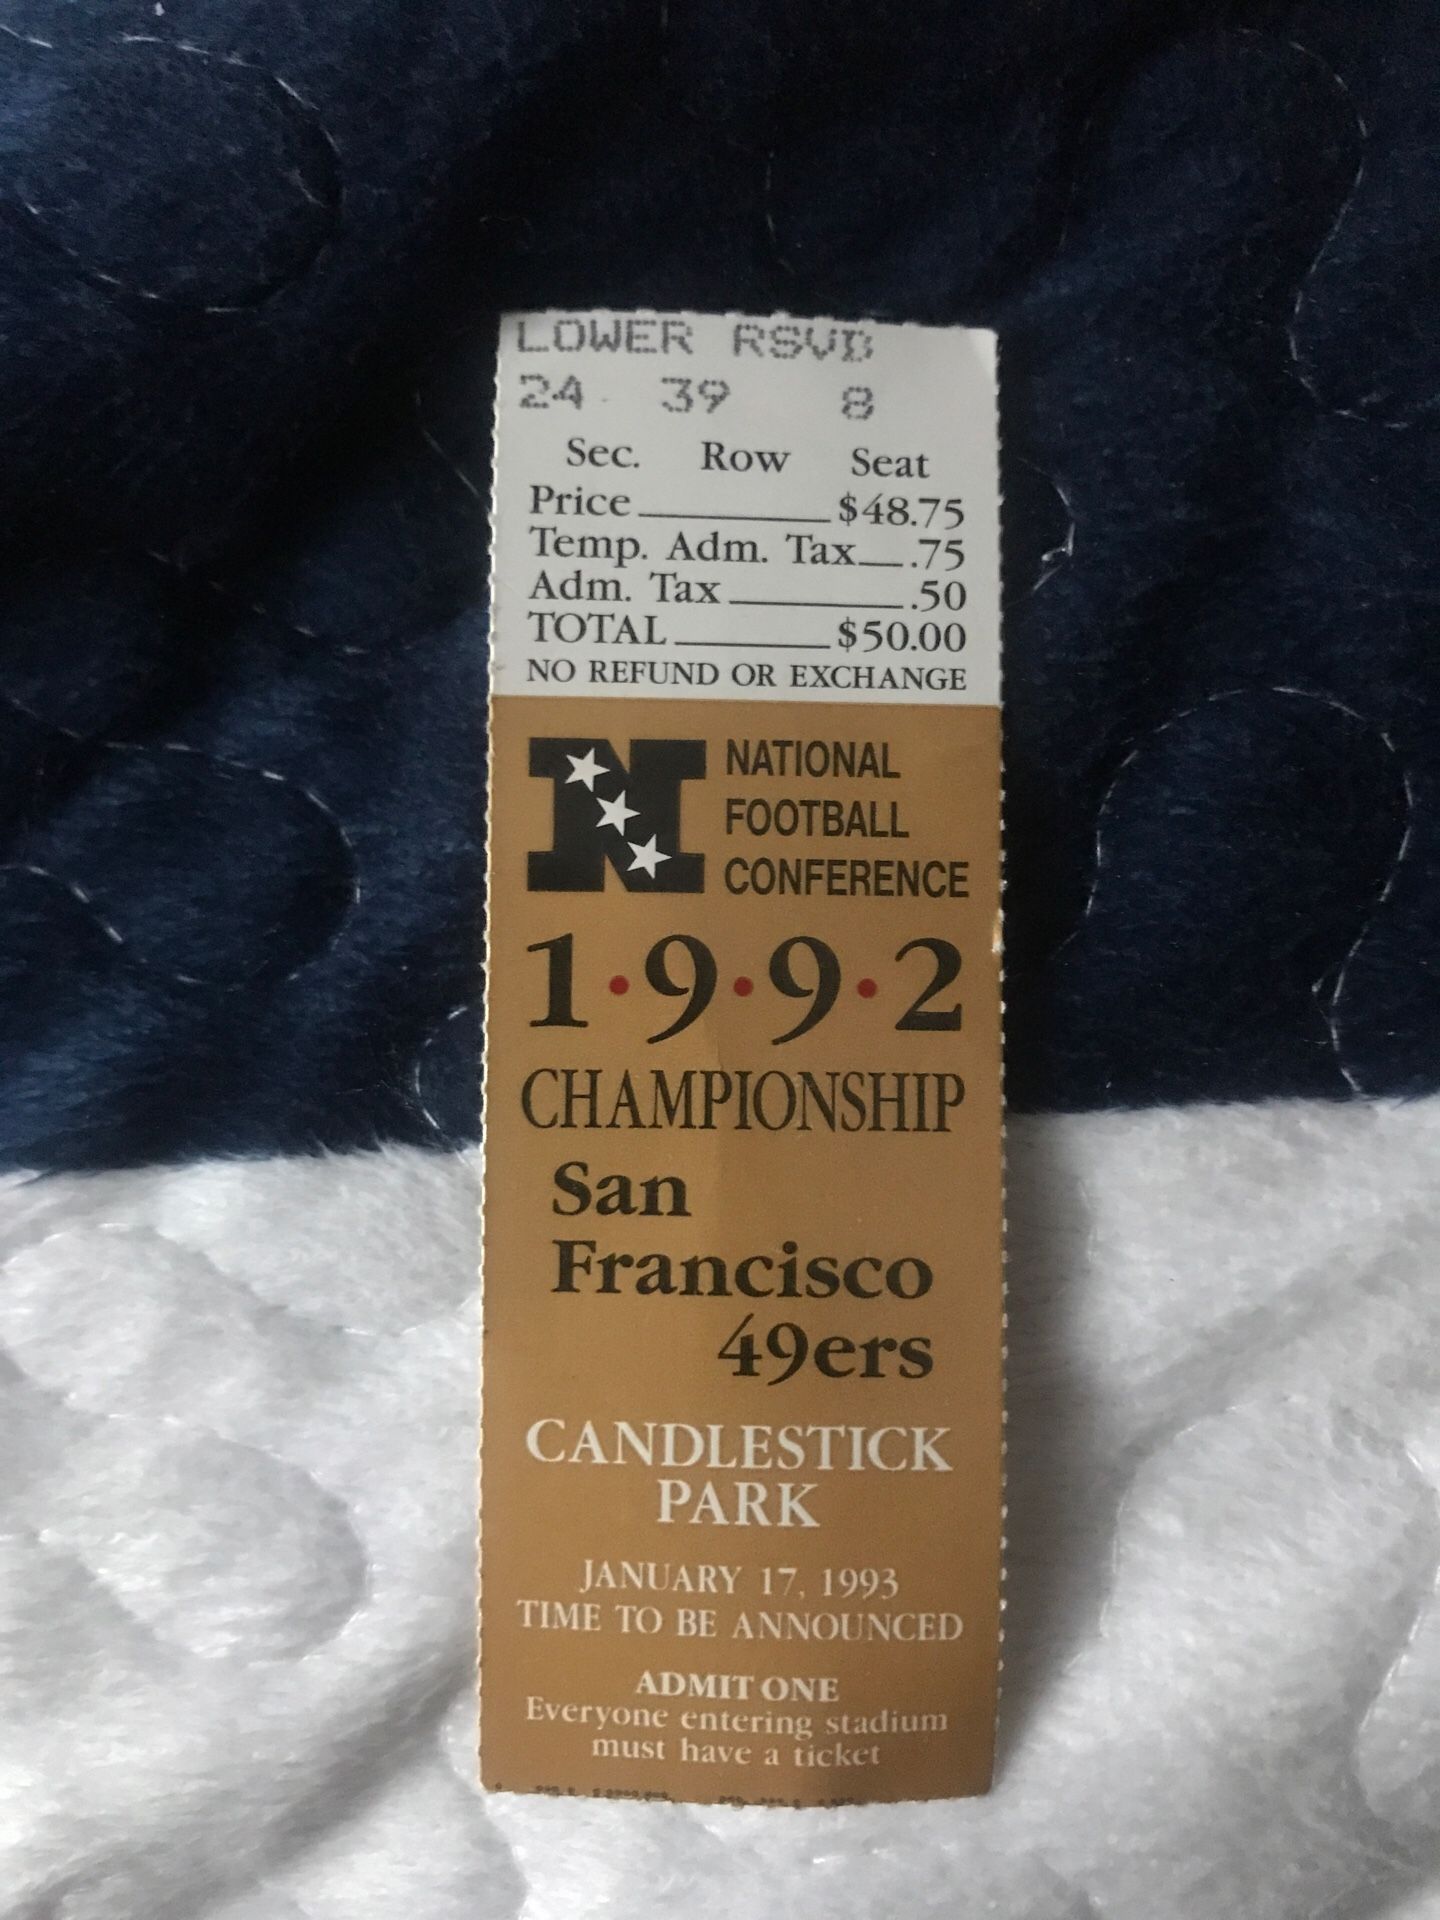 LOWER RSVD
24 39 8
Sec. Row Seat
Price $48.75
Temp. Adm. Tax .75
Adm. Tax .50
TOTAL $50.00
NO REFUND OR EXCHANGE
N NATIONAL
FOOTBALL
CONFERENCE
1•9•9•2
CHAMPIONSHIP
San
Francisco
49ers
CANDLESTICK
PARK
JANUARY 17, 1993
TIME TO BE ANNOUNCED
ADMIT ONE
Everyone entering stadium
must have a ticket